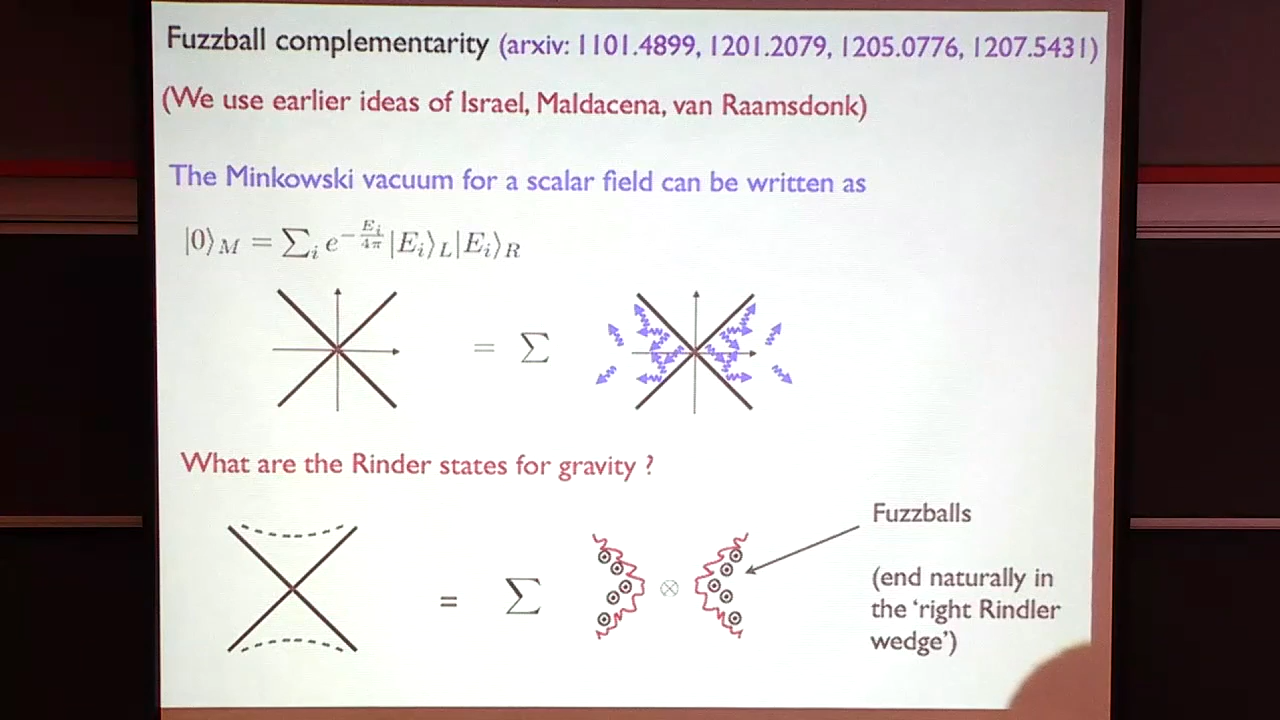 Fuzzball complementarity (arxiv: 1101.4899, 1201.2079, 1205.0776, 1207.5431)
(We use earlier ideas of Israel, Maldacena, van Raamsdonk)
The Minkowski vacuum for a scalar field can be written as
|0⟩_M = ∑_i e^{-\frac{E_i}{4π}} |E_i⟩_L |E_i⟩_R
= ∑
What are the Rinder states for gravity ?
Fuzzballs
= ∑ ⊗
(end naturally in
the ‘right Rindler
wedge’)